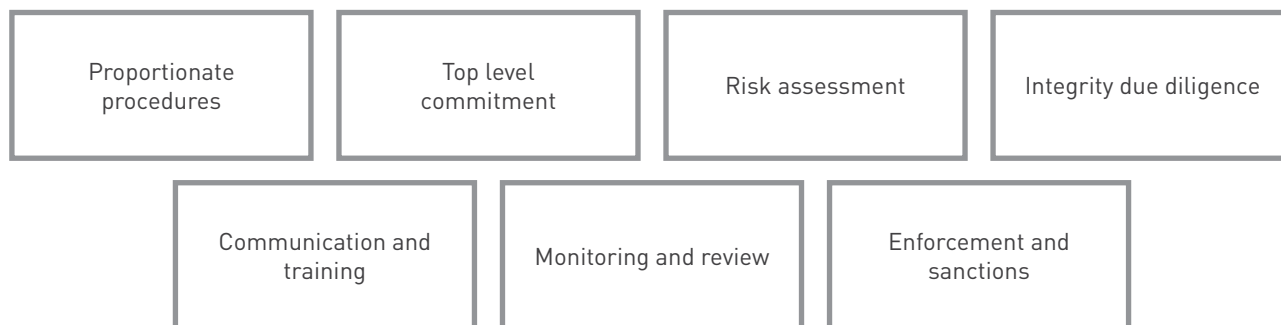 Proportionate
procedures
Top level
commitment
Risk assessment
Integrity due diligence
Communication and
training
Monitoring and review
Enforcement and
sanctions